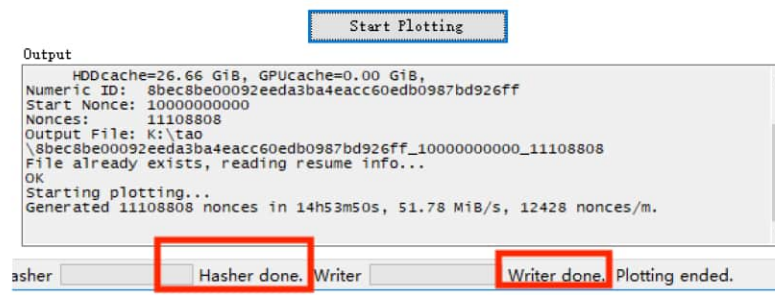 Start Plotting
Output
HDDcache=26.66 GiB, GPUcache=0.00 GiB,
Numeric ID: 8bec8be00092eeda3ba4eacc60edb0987bd926ff
Start Nonce: 10000000000
Nonces: 11108808
Output File: K:\tao
\8bec8be00092eeda3ba4eacc60edb0987bd926ff_10000000000_11108808
File already exists, reading resume info...
OK
Starting plotting...
Generated 11108808 nonces in 14h53m50s, 51.78 MiB/s, 12428 nonces/m.
asher Hasher done. Writer Writer done. Plotting ended.